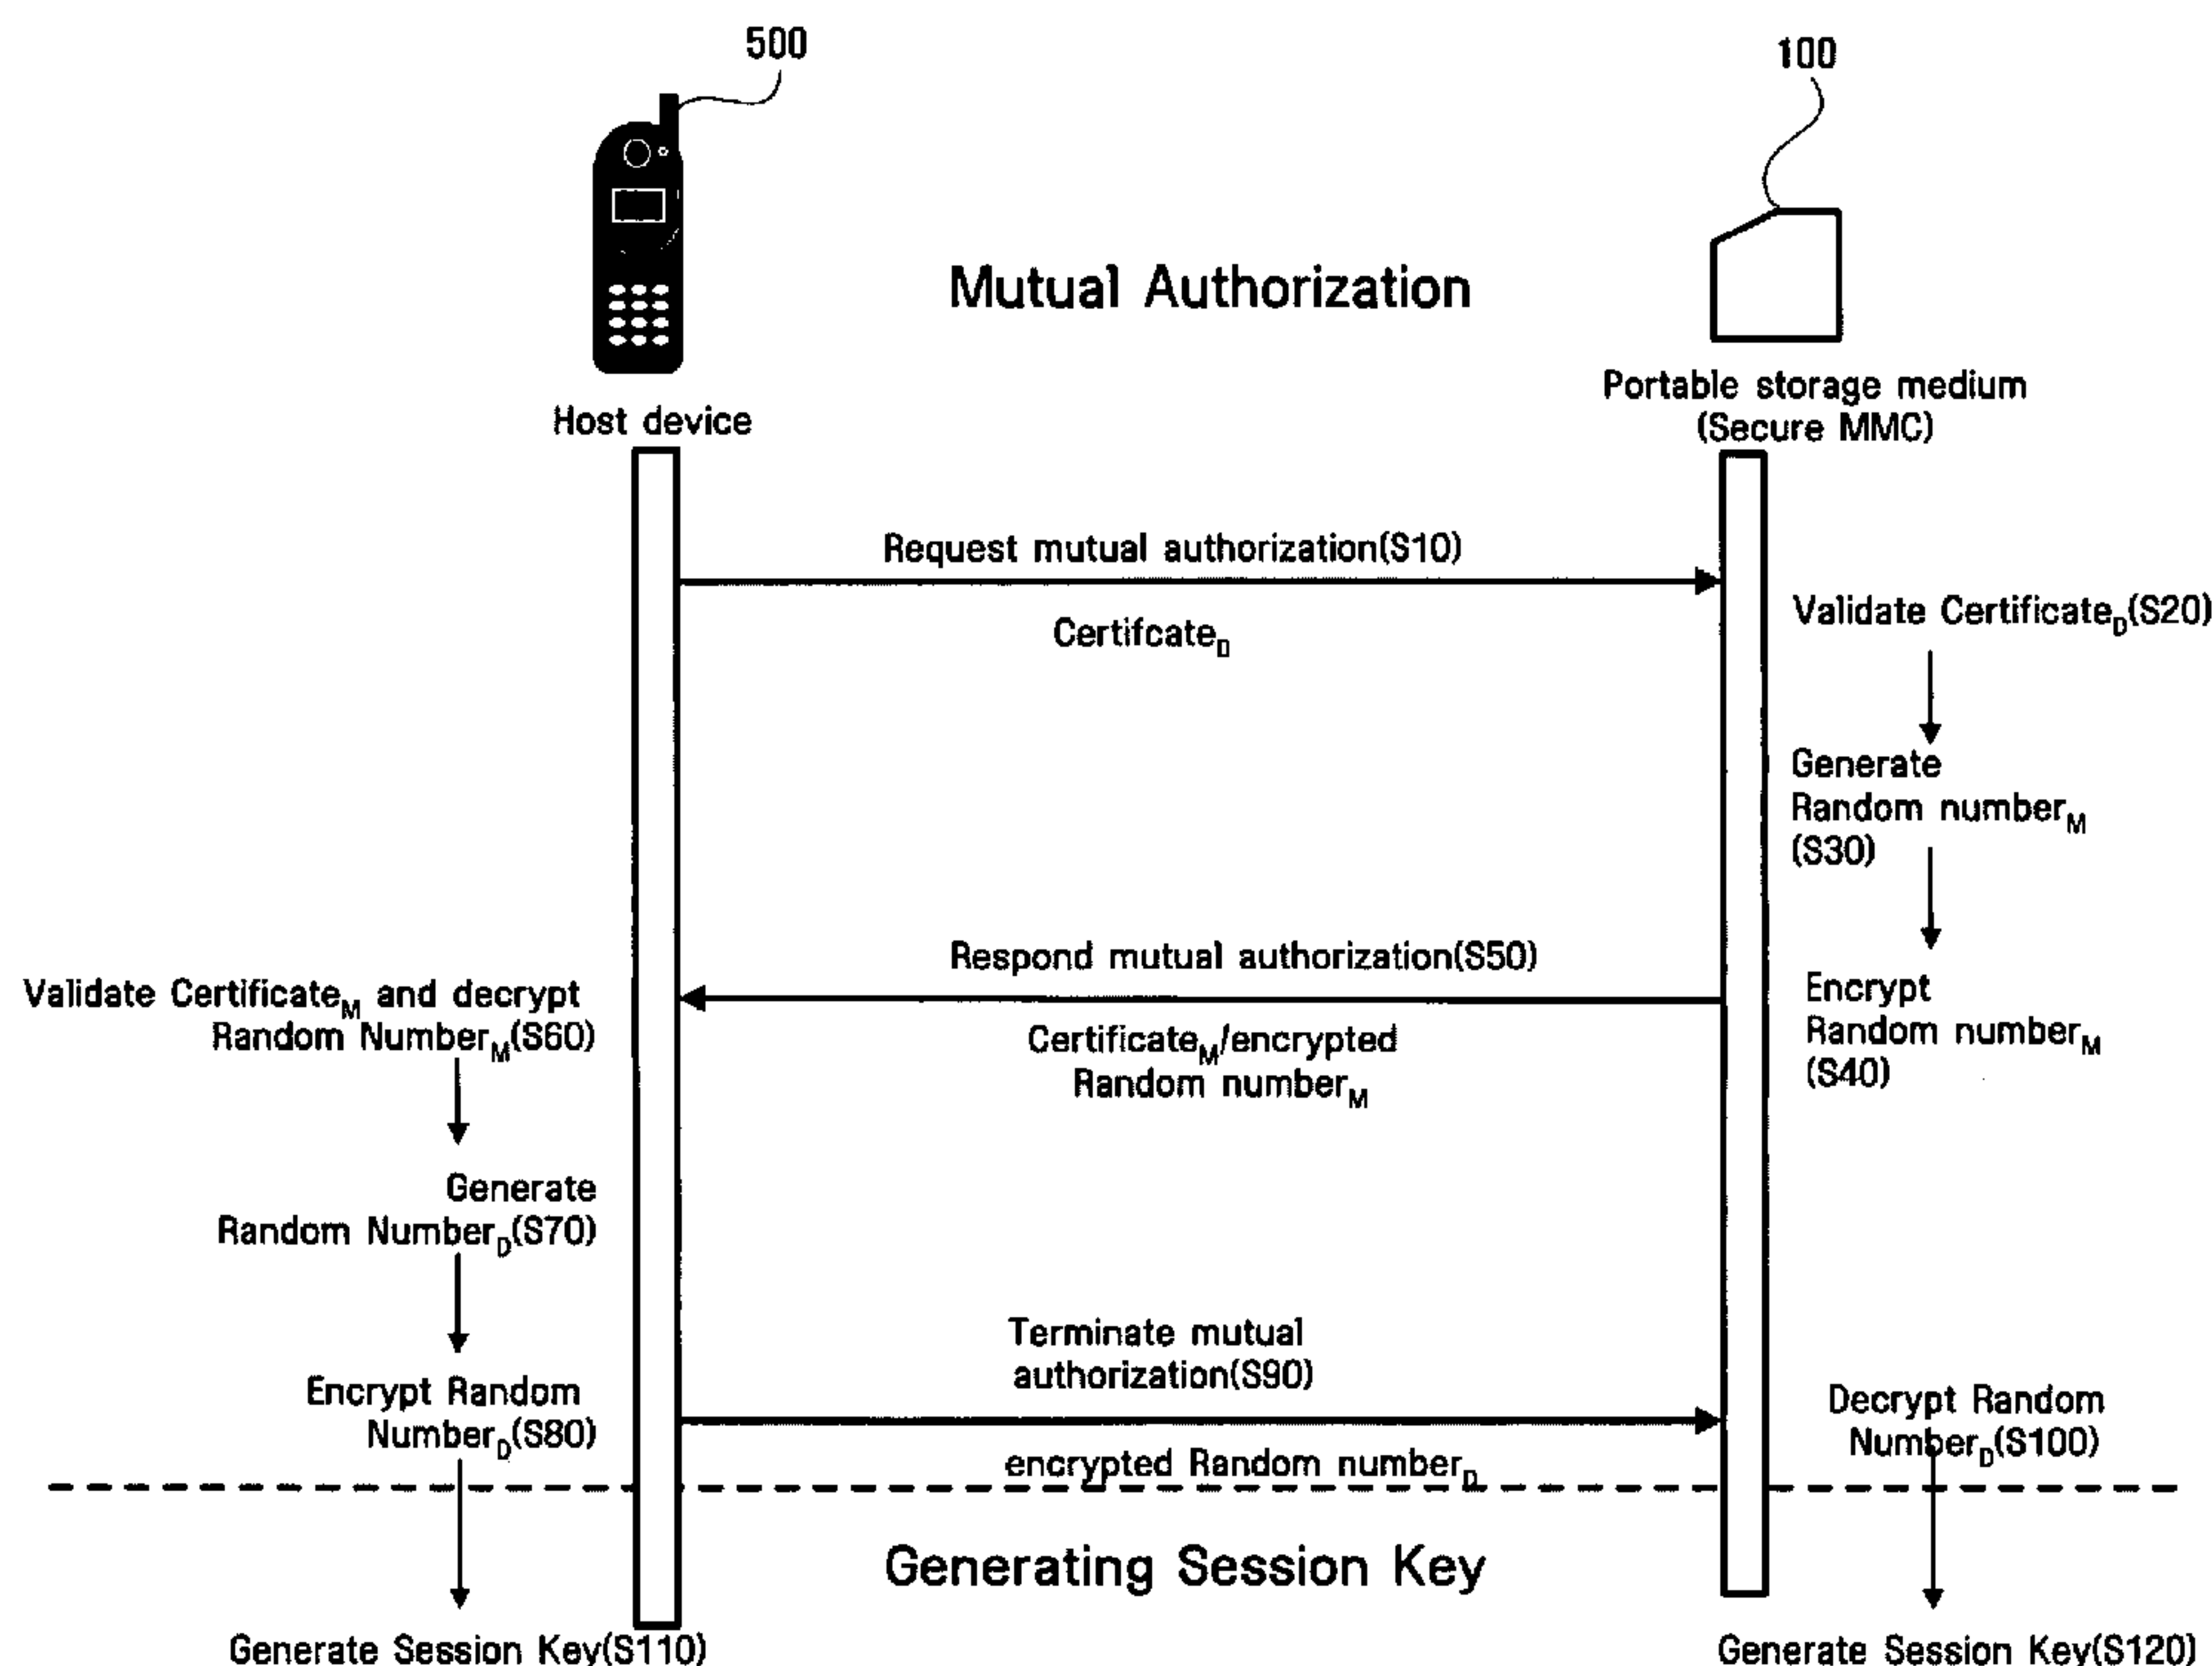 500
100
Mutual Authorization
Host device
Portable storage medium
(Secure MMC)
Request mutual authorization(S10)
Certifcate_D
Validate Certificate_D(S20)
Generate
Random number_M
(S30)
Respond mutual authorization(S50)
Certificate_M/encrypted
Random number_M
Encrypt
Random number_M
(S40)
Validate Certificate_M and decrypt
Random Number_M(S60)
Generate
Random Number_D(S70)
Encrypt Random
Number_D(S80)
Terminate mutual
authorization(S90)
encrypted Random number_D
Decrypt Random
Number_D(S100)
Generating Session Key
Generate Session Key(S110)
Generate Session Key(S120)